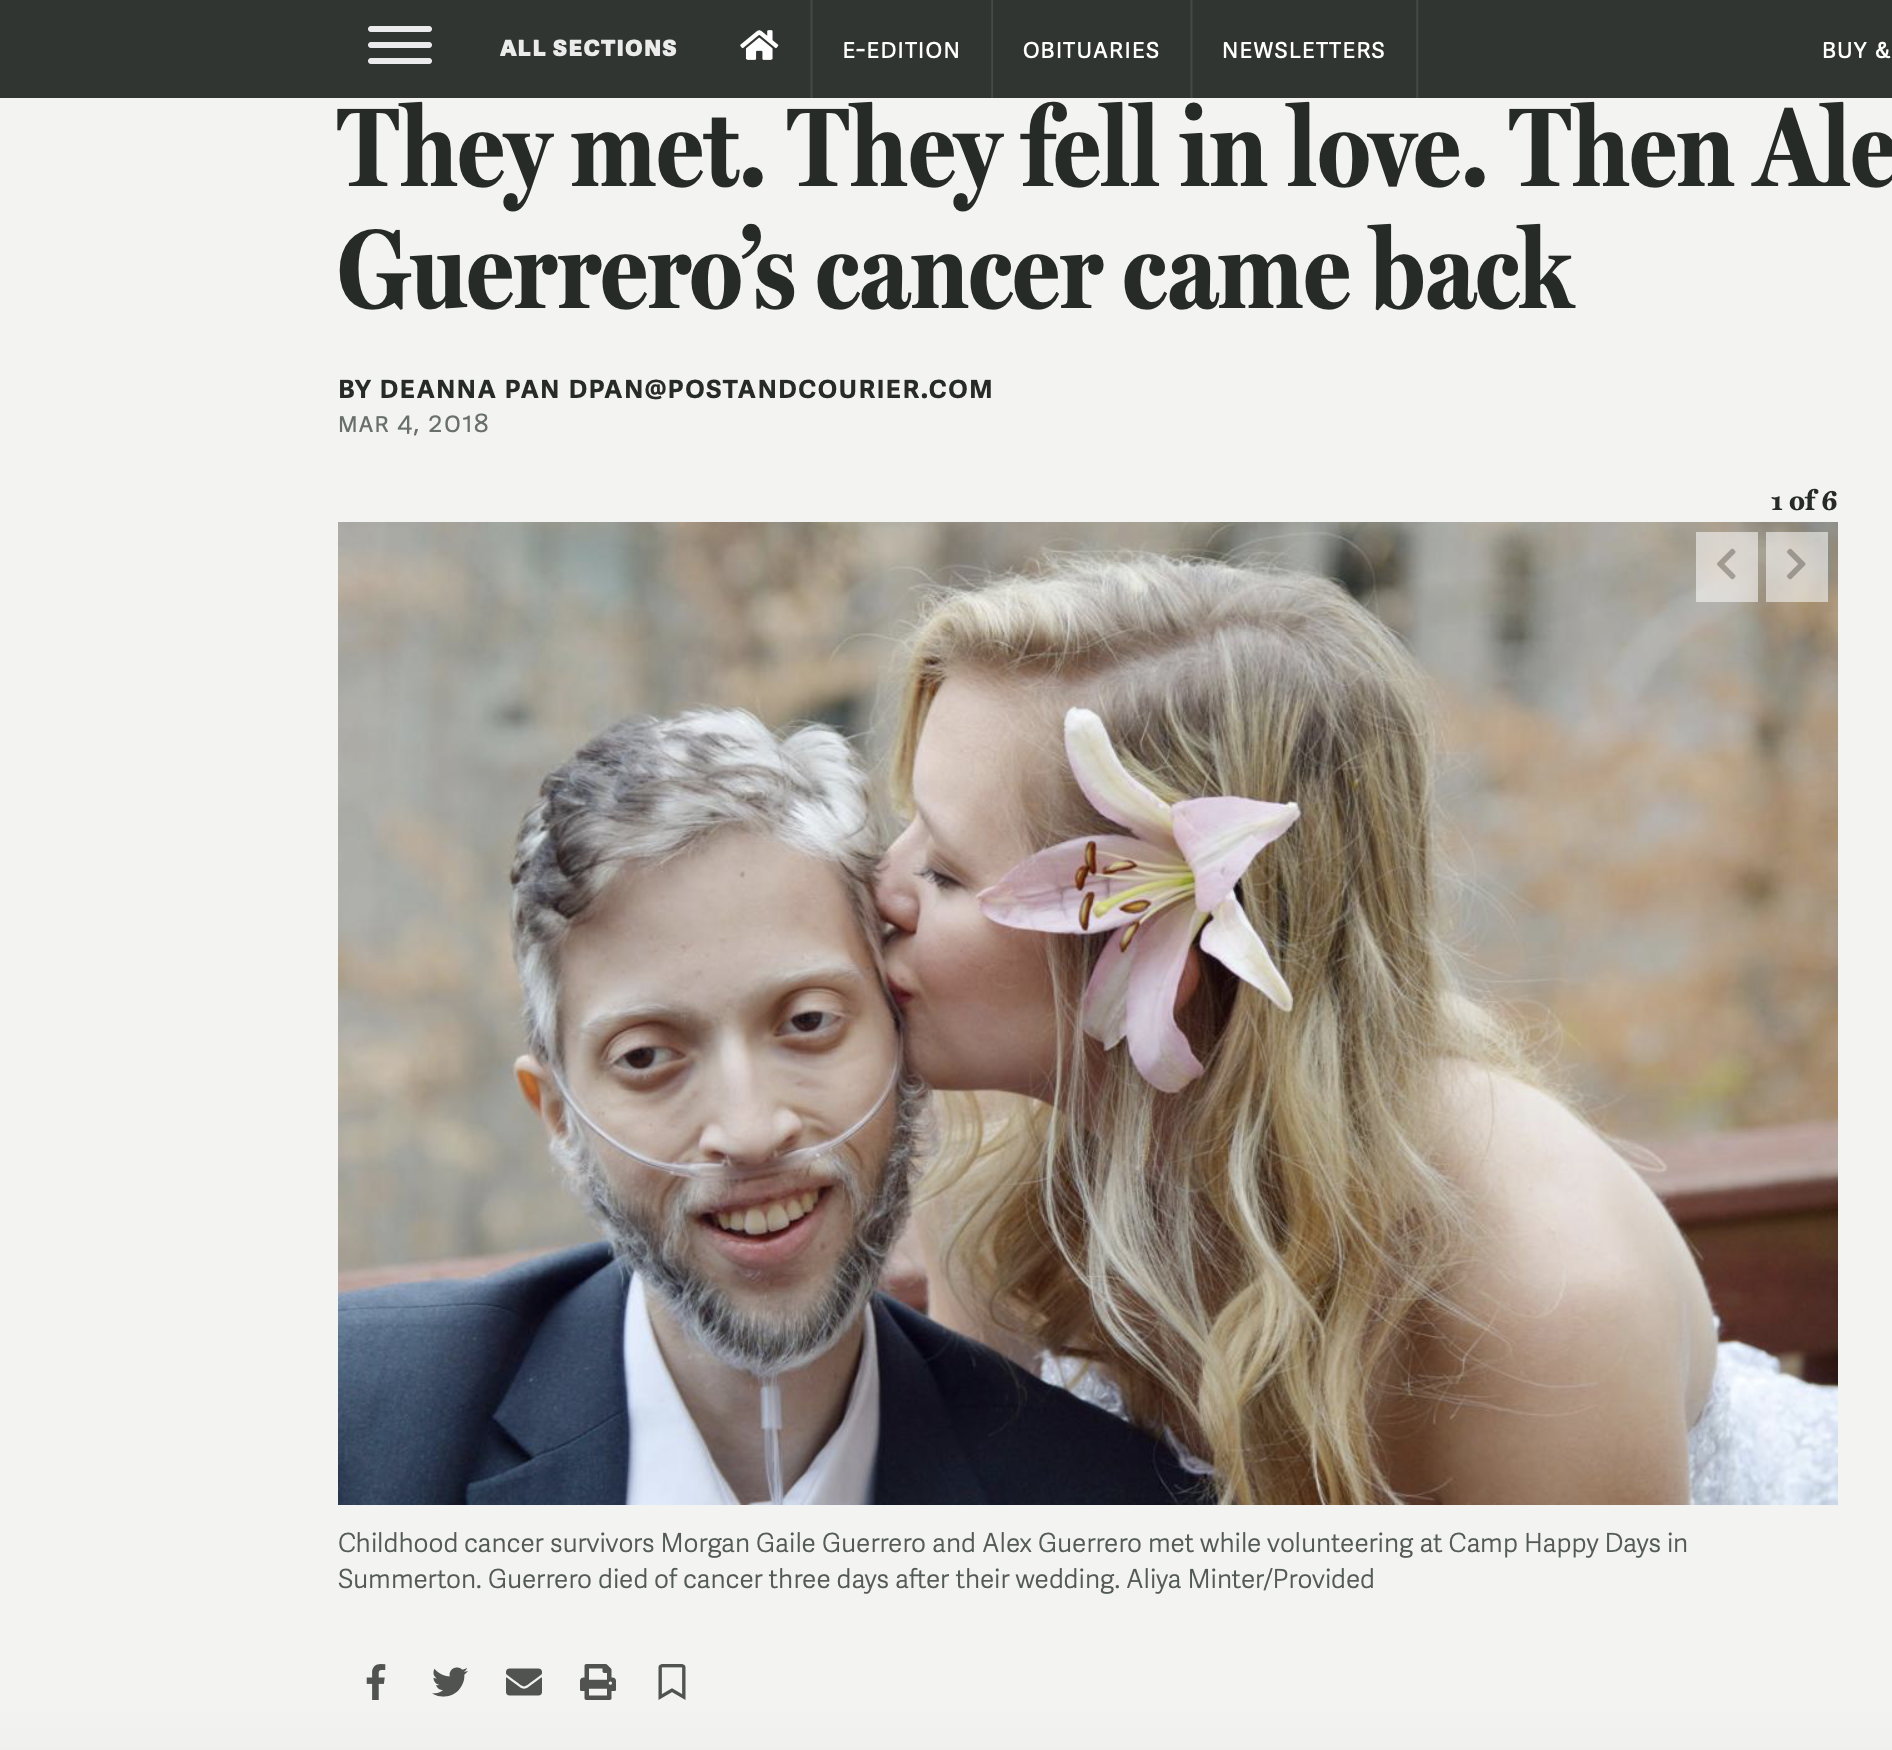 ALL SECTIONS
E-EDITION
OBITUARIES
NEWSLETTERS
BUY &
They met. They fell in love. Then Ale
Guerrero’s cancer came back
BY DEANNA PAN DPAN@POSTANDCOURIER.COM
MAR 4, 2018
1 of 6
Childhood cancer survivors Morgan Gaile Guerrero and Alex Guerrero met while volunteering at Camp Happy Days in
Summerton. Guerrero died of cancer three days after their wedding. Aliya Minter/Provided